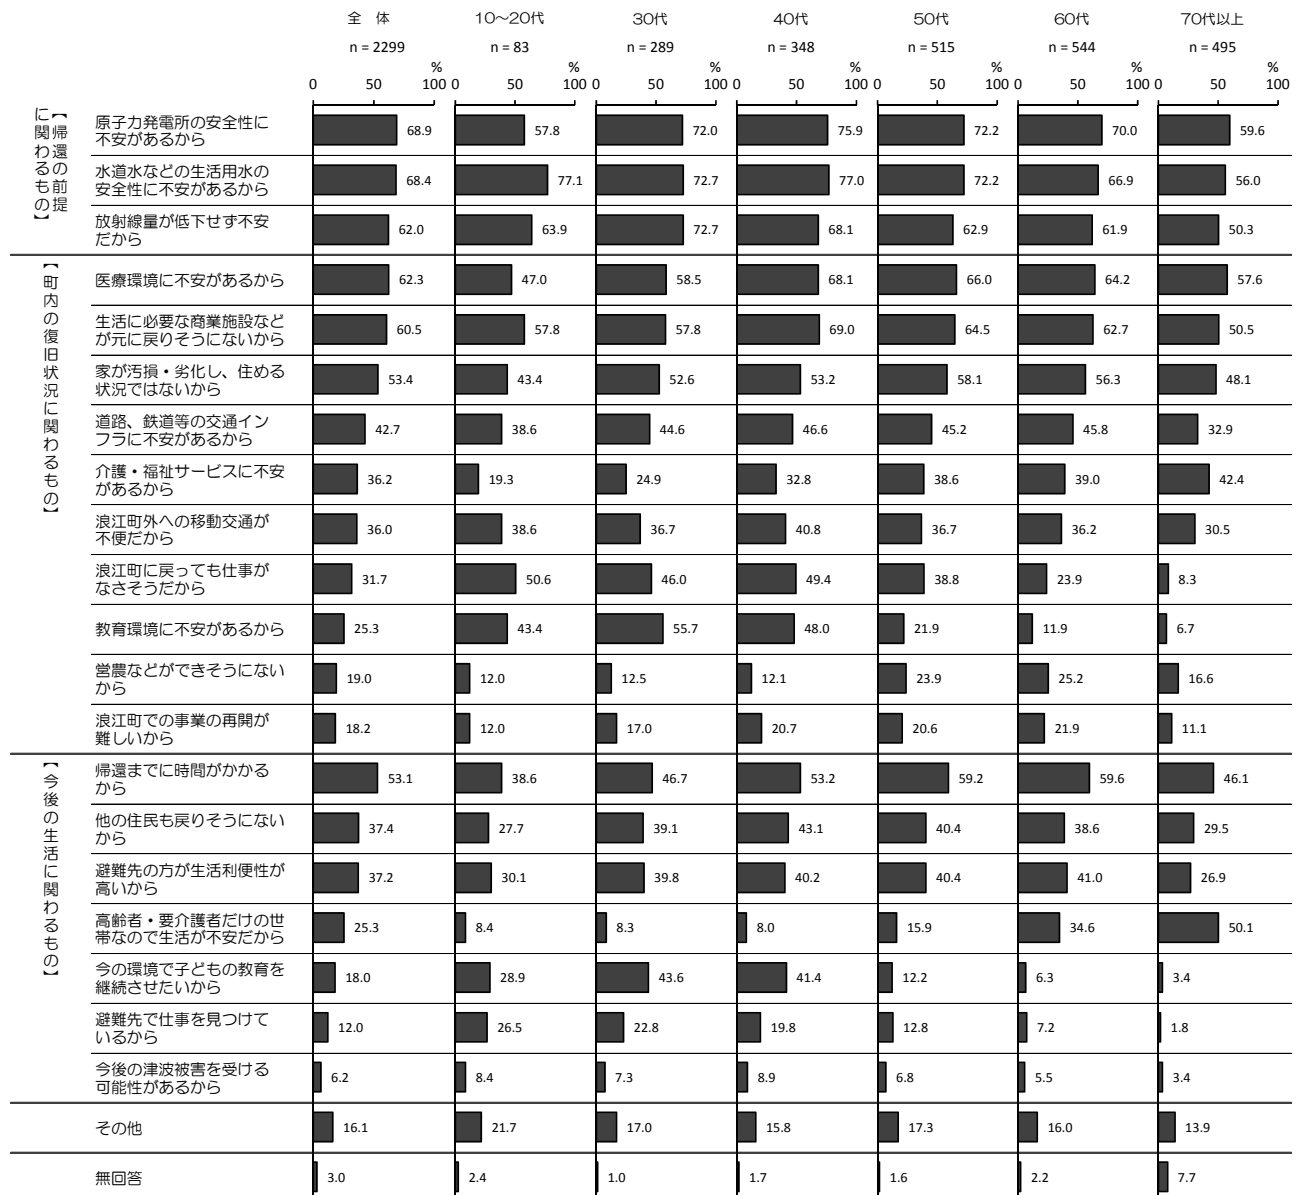 全 体 10～20代 30代 40代 50代 60代 70代以上
n = 2299 n = 83 n = 289 n = 348 n = 515 n = 544 n = 495
% % % % % % %
0 50 100 0 50 100 0 50 100 0 50 100 0 50 100 0 50 100 0 50 100
【帰還の前提
に関わるもの】
原子力発電所の安全性に
不安があるから
68.9 57.8 72.0 75.9 72.2 70.0 59.6
水道水などの生活用水の
安全性に不安があるから
68.4 77.1 72.7 77.0 72.2 66.9 56.0
放射線量が低下せず不安
だから
62.0 63.9 72.7 68.1 62.9 61.9 50.3
【町内の復旧状況に関わるもの】
医療環境に不安があるから
62.3 47.0 58.5 68.1 66.0 64.2 57.6
生活に必要な商業施設など
が元に戻りそうにないから
60.5 57.8 57.8 69.0 64.5 62.7 50.5
家が汚損・劣化し、住める
状況ではないから
53.4 43.4 52.6 53.2 58.1 56.3 48.1
道路、鉄道等の交通イン
フラに不安があるから
42.7 38.6 44.6 46.6 45.2 45.8 32.9
介護・福祉サービスに不安
があるから
36.2 19.3 24.9 32.8 38.6 39.0 42.4
浪江町外への移動交通が
不便だから
36.0 38.6 36.7 40.8 36.7 36.2 30.5
浪江町に戻っても仕事が
なさそうだから
31.7 50.6 46.0 49.4 38.8 23.9 8.3
教育環境に不安があるから
25.3 43.4 55.7 48.0 21.9 11.9 6.7
営農などができそうにない
から
19.0 12.0 12.5 12.1 23.9 25.2 16.6
浪江町での事業の再開が
難しいから
18.2 12.0 17.0 20.7 20.6 21.9 11.1
【今後の生活に関わるもの】
帰還までに時間がかかる
から
53.1 38.6 46.7 53.2 59.2 59.6 46.1
他の住民も戻りそうにない
から
37.4 27.7 39.1 43.1 40.4 38.6 29.5
避難先の方が生活利便性が
高いから
37.2 30.1 39.8 40.2 40.4 41.0 26.9
高齢者・要介護者だけの世
帯なので生活が不安だから
25.3 8.4 8.3 8.0 15.9 34.6 50.1
今の環境で子どもの教育を
継続させたいから
18.0 28.9 43.6 41.4 12.2 6.3 3.4
避難先で仕事を見つけて
いるから
12.0 26.5 22.8 19.8 12.8 7.2 1.8
今後の津波被害を受ける
可能性があるから
6.2 8.4 7.3 8.9 6.8 5.5 3.4
その他
16.1 21.7 17.0 15.8 17.3 16.0 13.9
無回答
3.0 2.4 1.0 1.7 1.6 2.2 7.7